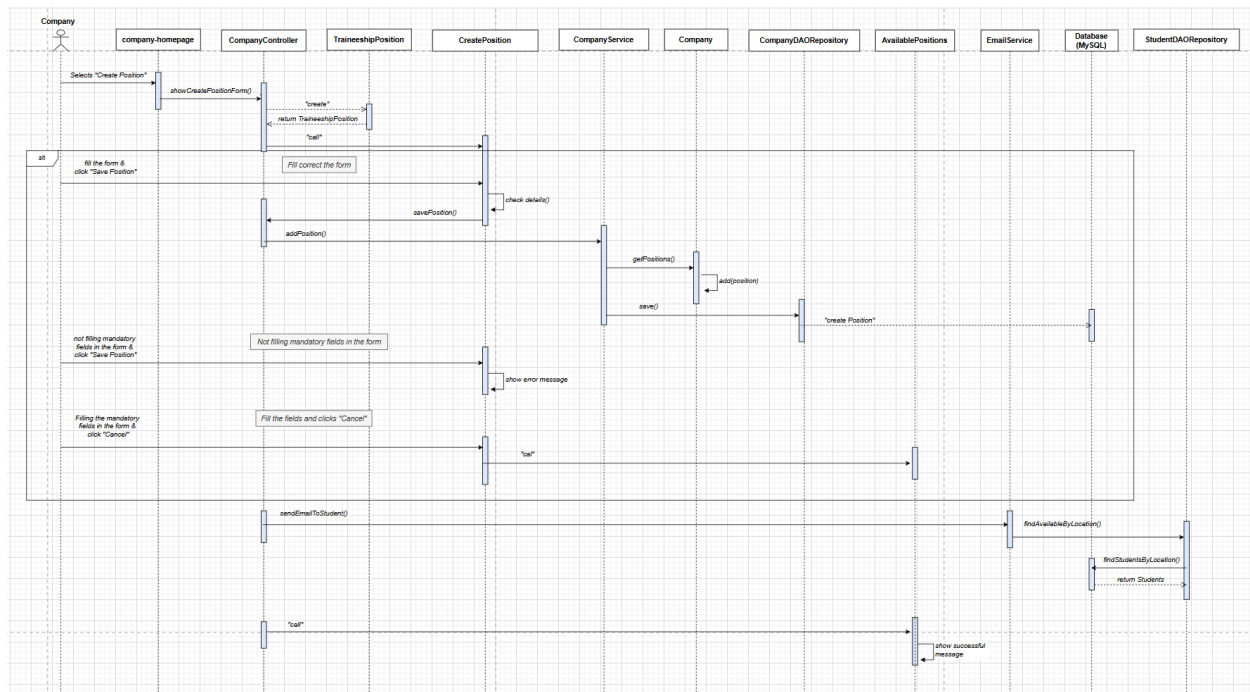 Company
company-homepage
CompanyController
TraineeshipPosition
CreatePosition
CompanyService
Company
CompanyDAORepository
AvailablePositions
EmailService
Database
(MySQL)
StudentDAORepository
Selects "Create Position"
showCreatePositionForm()
"create"
return TraineeshipPosition
"call"
alt
fill the form &
click "Save Position"
Fill correct the form
check details()
savePosition()
addPosition()
getPositions()
add(position)
save()
"create Position"
not filling mandatory
fields in the form &
click "Save Position"
Not filling mandatory fields in the form
show error message
Filling the mandatory
fields in the form &
click "Cancel"
Fill the fields and clicks "Cancel"
"cal"
sendEmailToStudent()
findAvailableByLocation()
findStudentsByLocation()
return Students
"call"
show successful
message